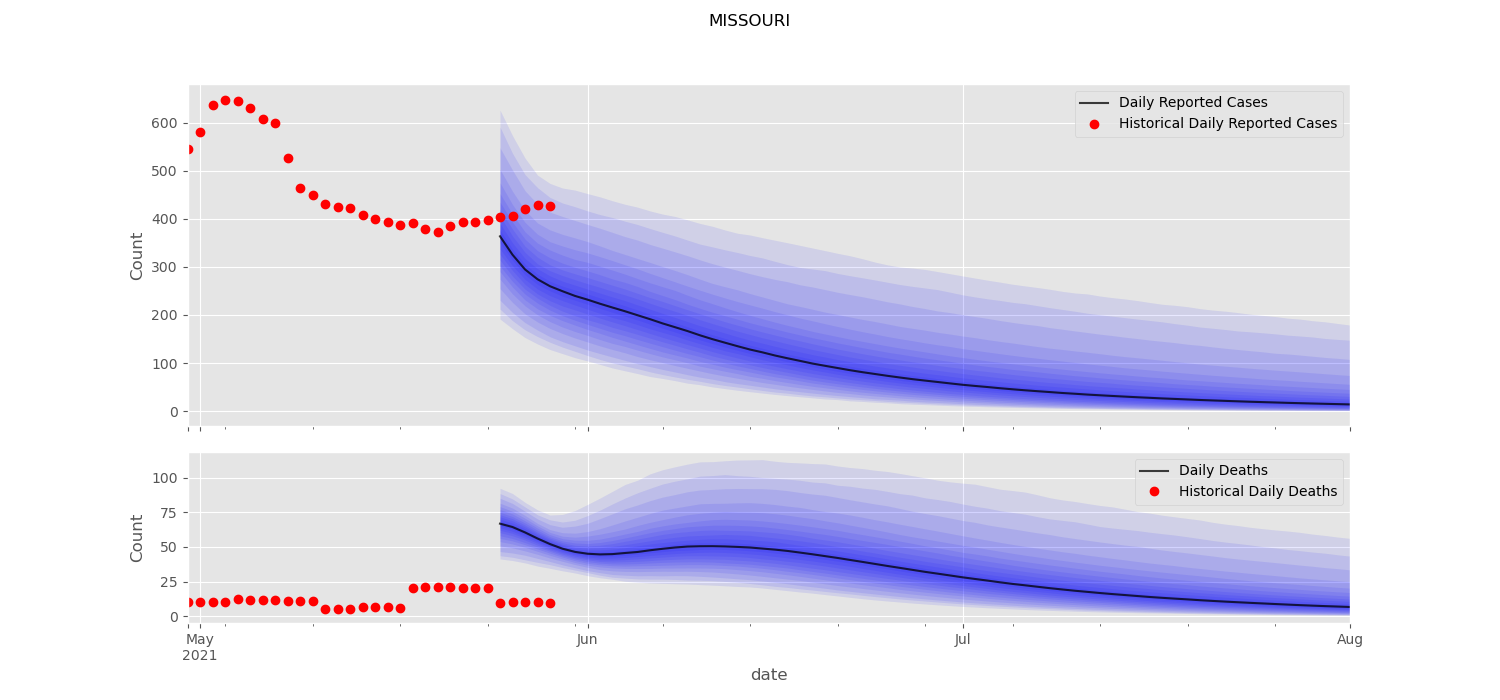 MISSOURI
Daily Reported Cases
Historical Daily Reported Cases
600
500
400
300
200
100
0
Count
Daily Deaths
Historical Daily Deaths
100
75
50
25
0
Count
May Jun Jul Aug
2021
date